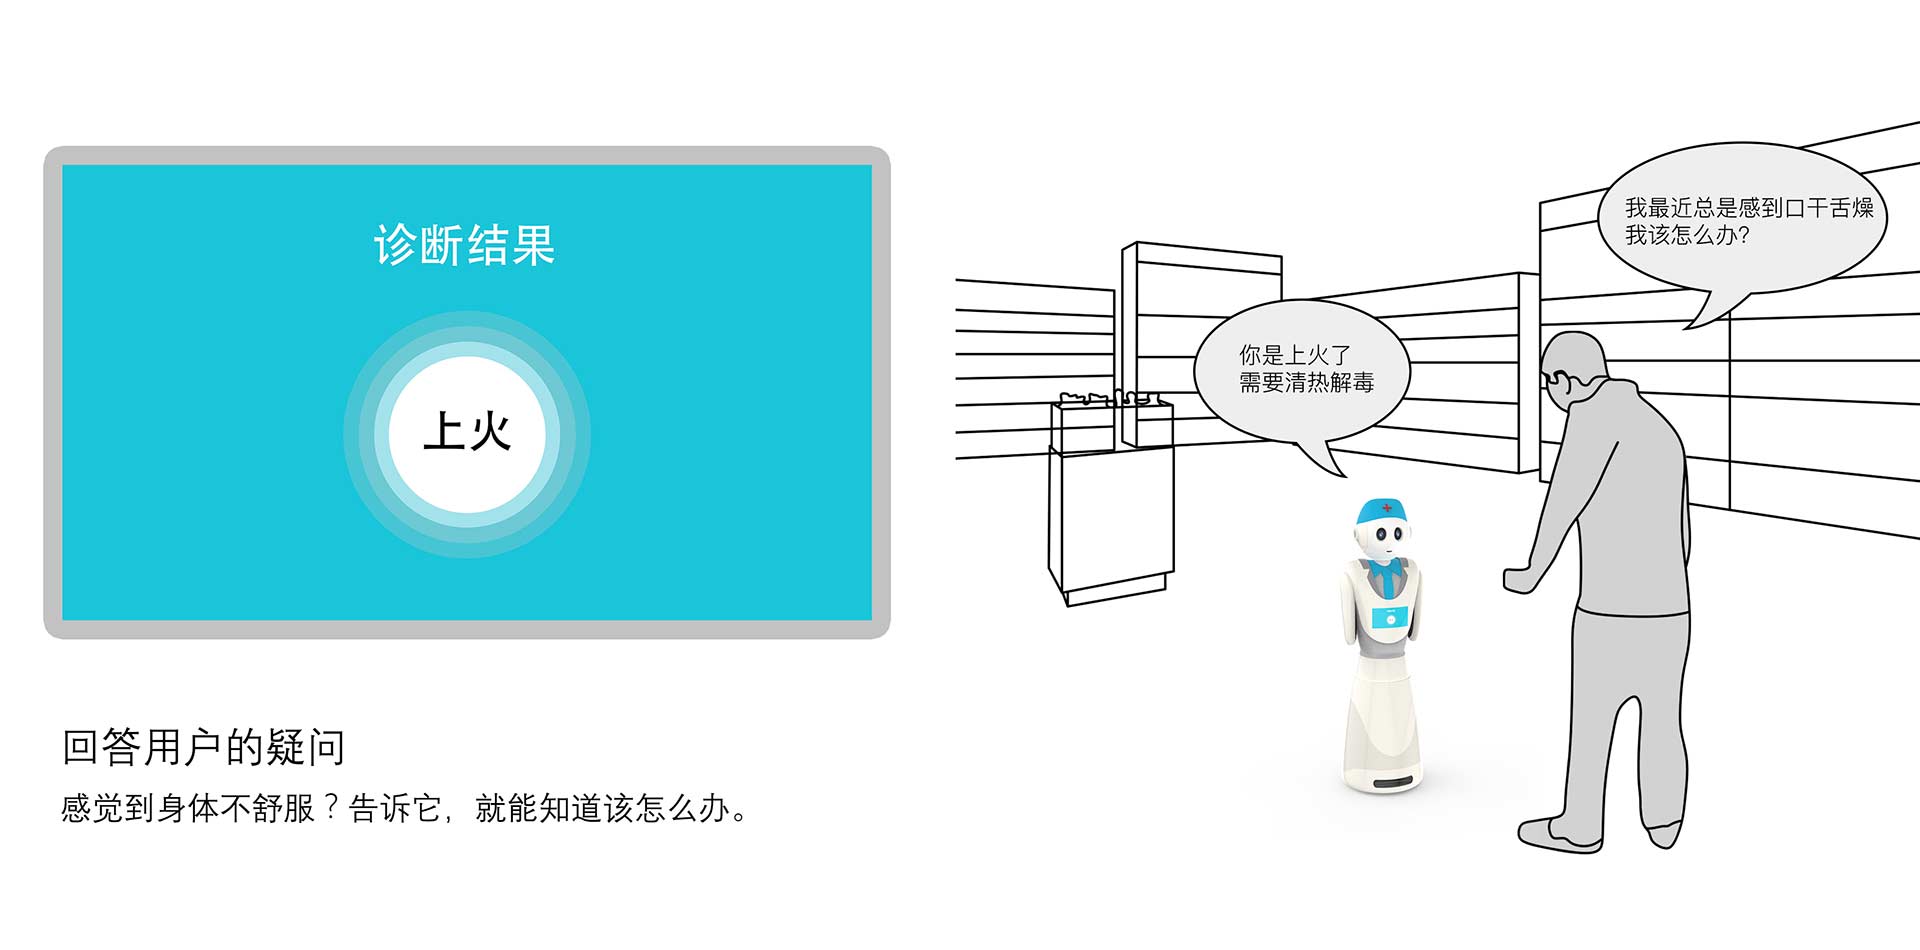 诊断结果
上火
回答用户的疑问
感觉到身体不舒服？告诉它，就能知道该怎么办。
我最近总是感到口干舌燥
我该怎么办？
你是上火了
需要清热解毒